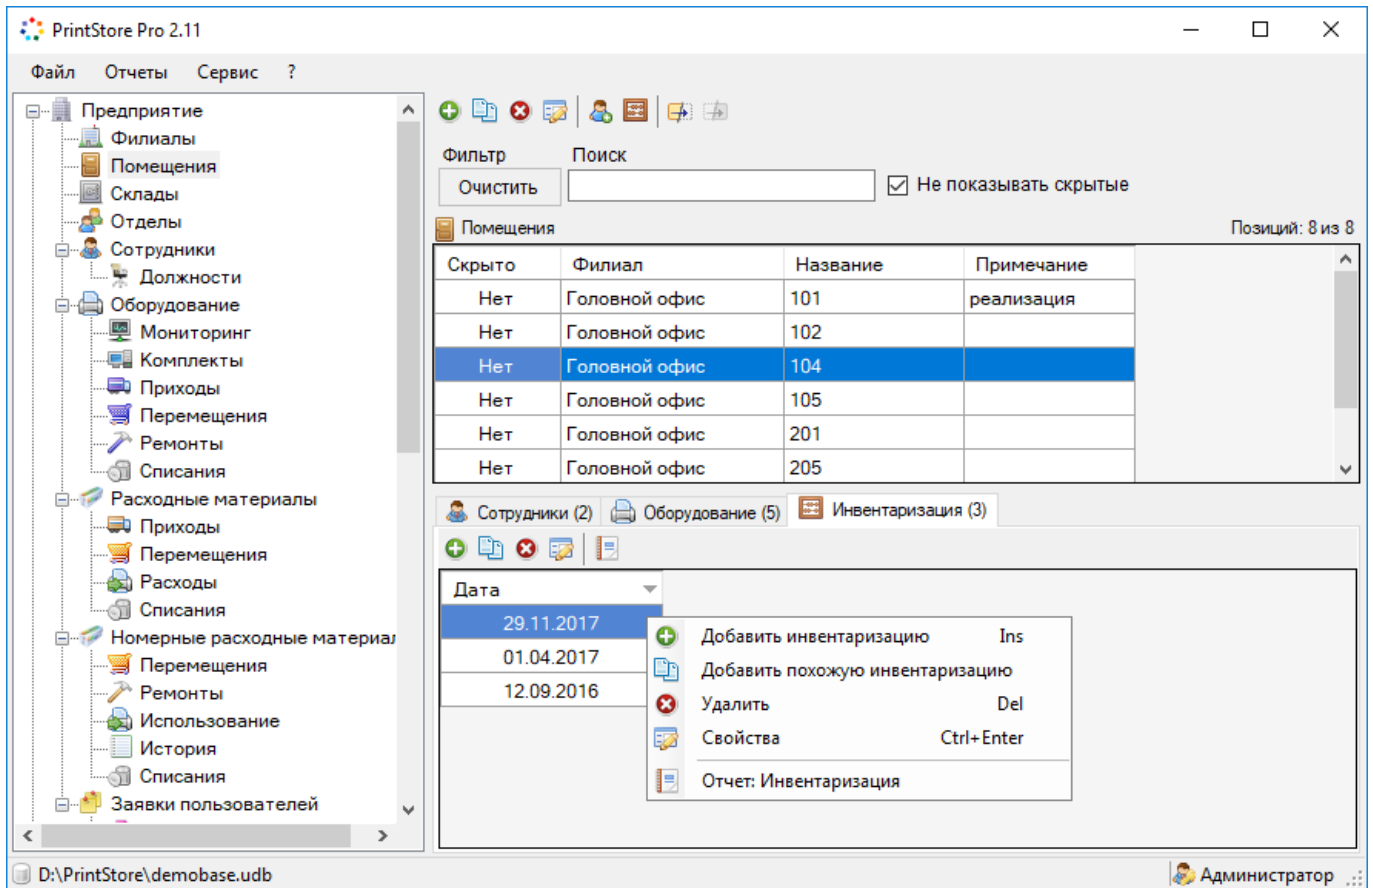 PrintStore Pro 2.11
Файл Отчеты Сервис ?
Предприятие
Филиалы
Помещения
Склады
Отделы
Сотрудники
Должности
Оборудование
Мониторинг
Комплекты
Приходы
Перемещения
Ремонты
Списания
Расходные материалы
Приходы
Перемещения
Расходы
Списания
Номерные расходные материал
Перемещения
Ремонты
Использование
История
Списания
Заявки пользователей
Фильтр Поиск
Очистить Не показывать скрытые
Помещения Позиций: 8 из 8
Скрыто Филиал Название Примечание
Нет Головной офис 101 реализация
Нет Головной офис 102
Нет Головной офис 104
Нет Головной офис 105
Нет Головной офис 201
Нет Головной офис 205
Сотрудники (2) Оборудование (5) Инвентаризация (3)
Дата
29.11.2017
01.04.2017
12.09.2016
Добавить инвентаризацию Ins
Добавить похожую инвентаризацию
Удалить Del
Свойства Ctrl+Enter
Отчет: Инвентаризация
D:\PrintStore\demobase.udb Администратор